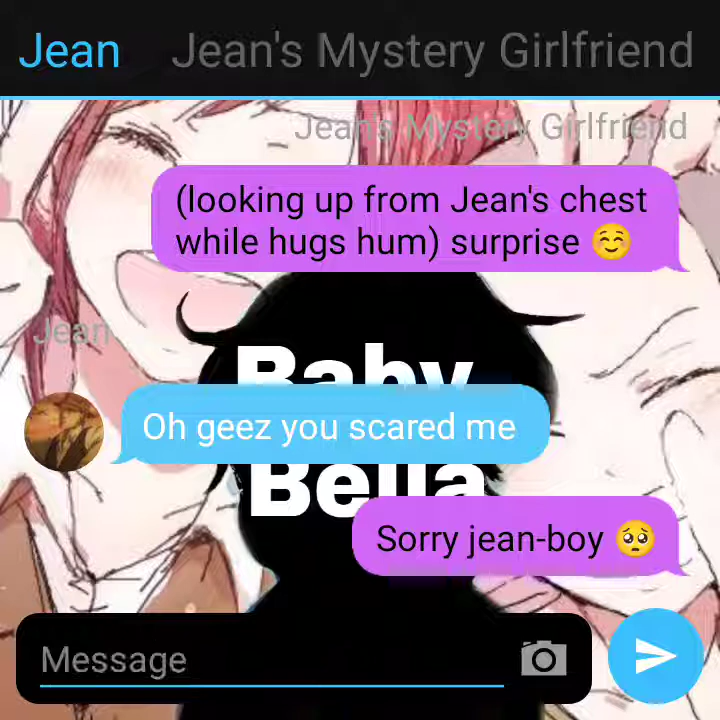 Jean Jean's Mystery Girlfriend
Jean's Mystery Girlfriend
(looking up from Jean's chest
while hugs hum) surprise ☺️
Jean
Baby
Oh geez you scared me
Bella
Sorry jean-boy 🥺
Message